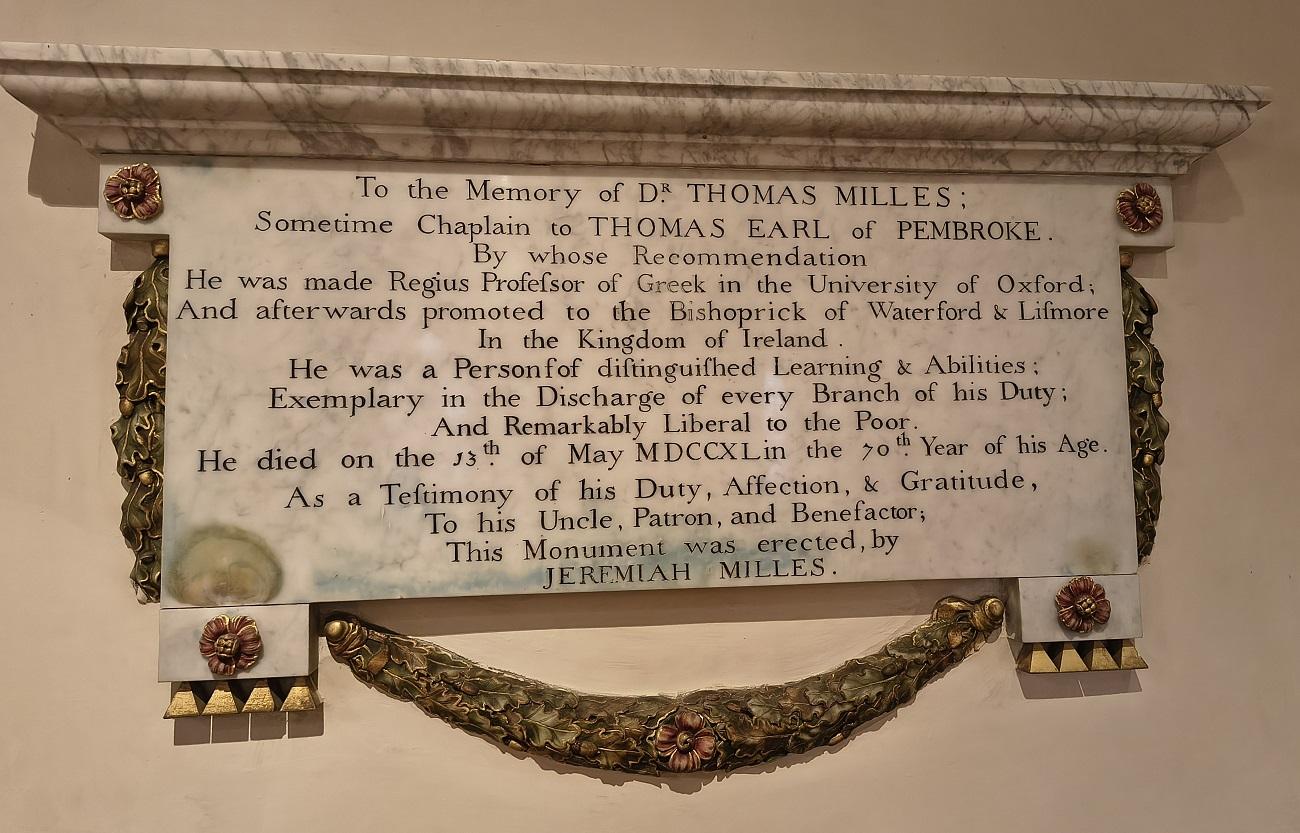 To the Memory of Dᴿ THOMAS MILLES;
Sometime Chaplain to THOMAS EARL of PEMBROKE.
By whose Recommendation
He was made Regius Profeſsor of Greek in the University of Oxford;
And afterwards promoted to the Bishoprick of Waterford & Liſmore
In the Kingdom of Ireland.
He was a Person ſof diſtinguiſhed Learning & Abilities;
Exemplary in the Discharge of every Branch of his Duty;
And Remarkably Liberal to the Poor.
He died on the 13th. of May MDCCXL in the 70th. Year of his Age.
As a Teſtimony of his Duty, Affection, & Gratitude,
To his Uncle, Patron, and Benefactor;
This Monument was erected, by
JEREMIAH MILLES.